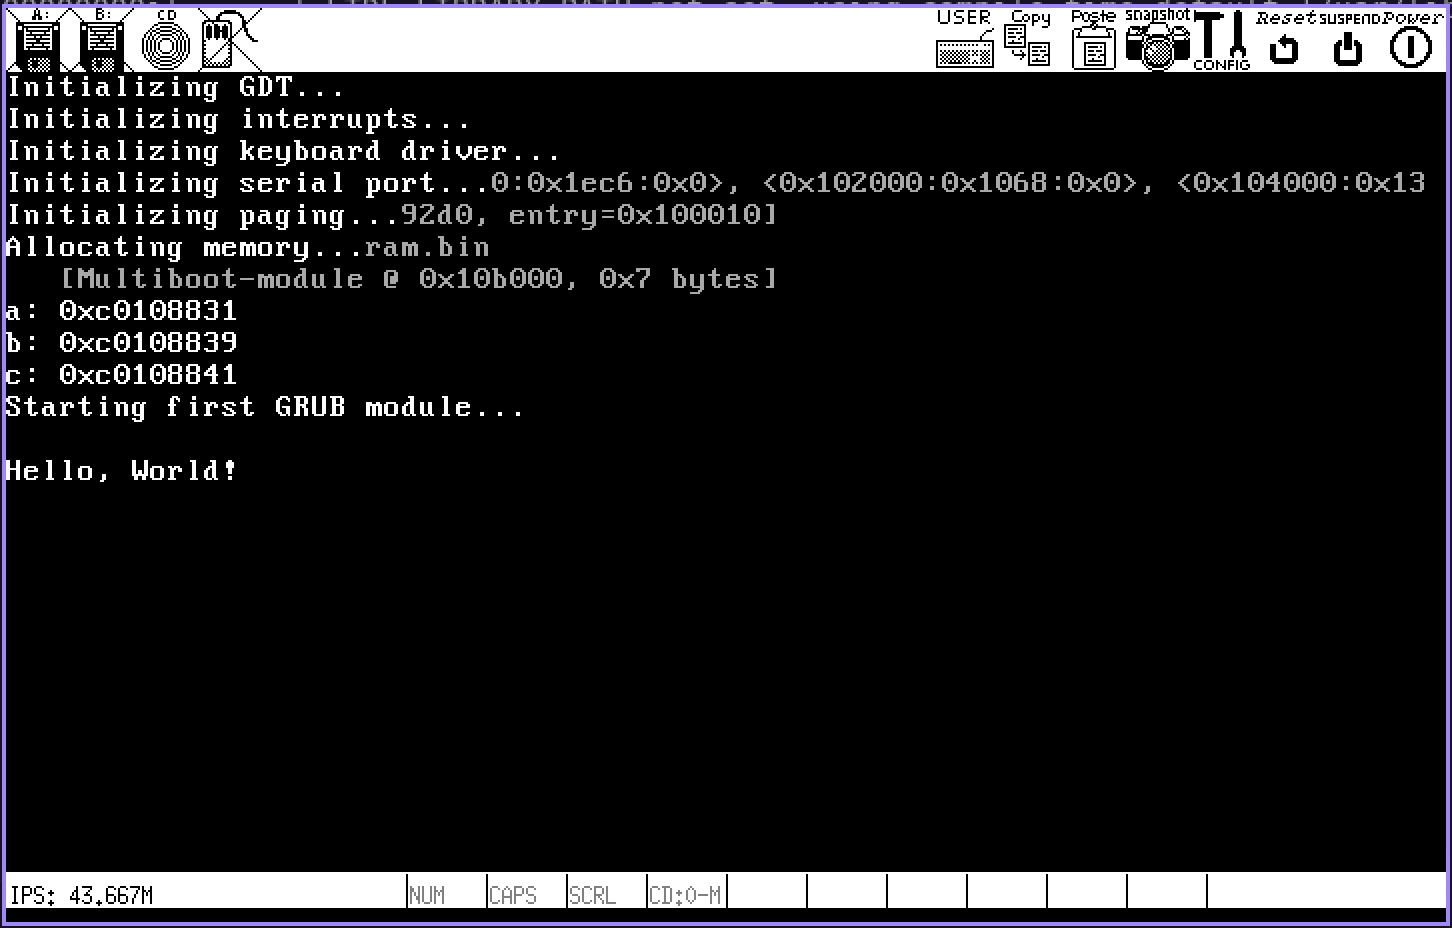 A: B: CD USER Copy Paste snapshot CONFIG Reset SUSPEND Power
Initializing GDT...
Initializing interrupts...
Initializing keyboard driver...
Initializing serial port...0:0x1ec6:0x0>, <0x102000:0x1068:0x0>, <0x104000:0x13
Initializing paging...92d0, entry=0x100010]
Allocating memory...ram.bin
[Multiboot-module @ 0x10b000, 0x7 bytes]
a: 0xc0108831
b: 0xc0108839
c: 0xc0108841
Starting first GRUB module...
Hello, World!
IPS: 43.667M NUM CAPS SCRL CD:0-M